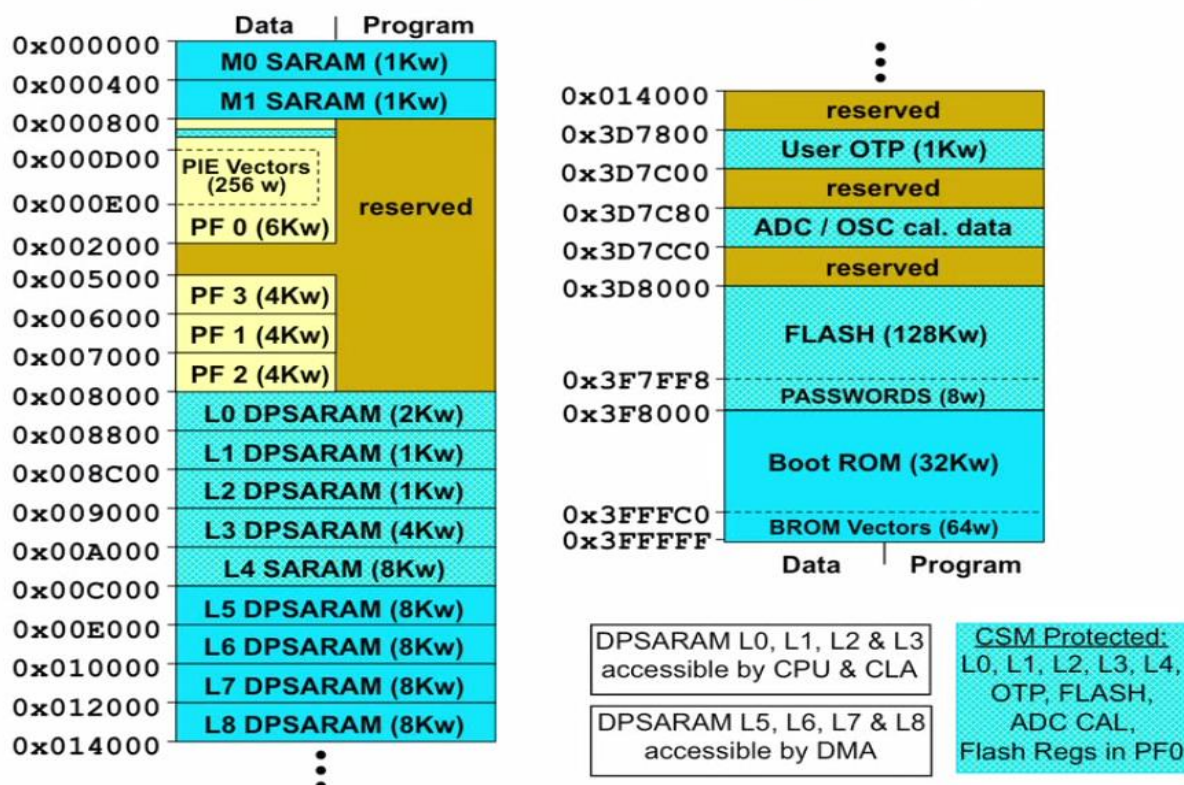 Data | Program
0x000000
M0 SARAM (1Kw)
0x000400
M1 SARAM (1Kw)
0x000800
0x000D00
PIE Vectors
(256 w)
0x000E00
reserved
PF 0 (6Kw)
0x002000
0x005000
PF 3 (4Kw)
0x006000
PF 1 (4Kw)
0x007000
PF 2 (4Kw)
0x008000
L0 DPSARAM (2Kw)
0x008800
L1 DPSARAM (1Kw)
0x008C00
L2 DPSARAM (1Kw)
0x009000
L3 DPSARAM (4Kw)
0x00A000
L4 SARAM (8Kw)
0x00C000
L5 DPSARAM (8Kw)
0x00E000
L6 DPSARAM (8Kw)
0x010000
L7 DPSARAM (8Kw)
0x012000
L8 DPSARAM (8Kw)
0x014000
0x014000
reserved
0x3D7800
User OTP (1Kw)
0x3D7C00
reserved
0x3D7C80
ADC / OSC cal. data
0x3D7CC0
reserved
0x3D8000
FLASH (128Kw)
0x3F7FF8
PASSWORDS (8w)
0x3F8000
Boot ROM (32Kw)
0x3FFFC0
BROM Vectors (64w)
0x3FFFFF
Data | Program
DPSARAM L0, L1, L2 & L3
accessible by CPU & CLA
DPSARAM L5, L6, L7 & L8
accessible by DMA
CSM Protected:
L0, L1, L2, L3, L4,
OTP, FLASH,
ADC CAL,
Flash Regs in PF0